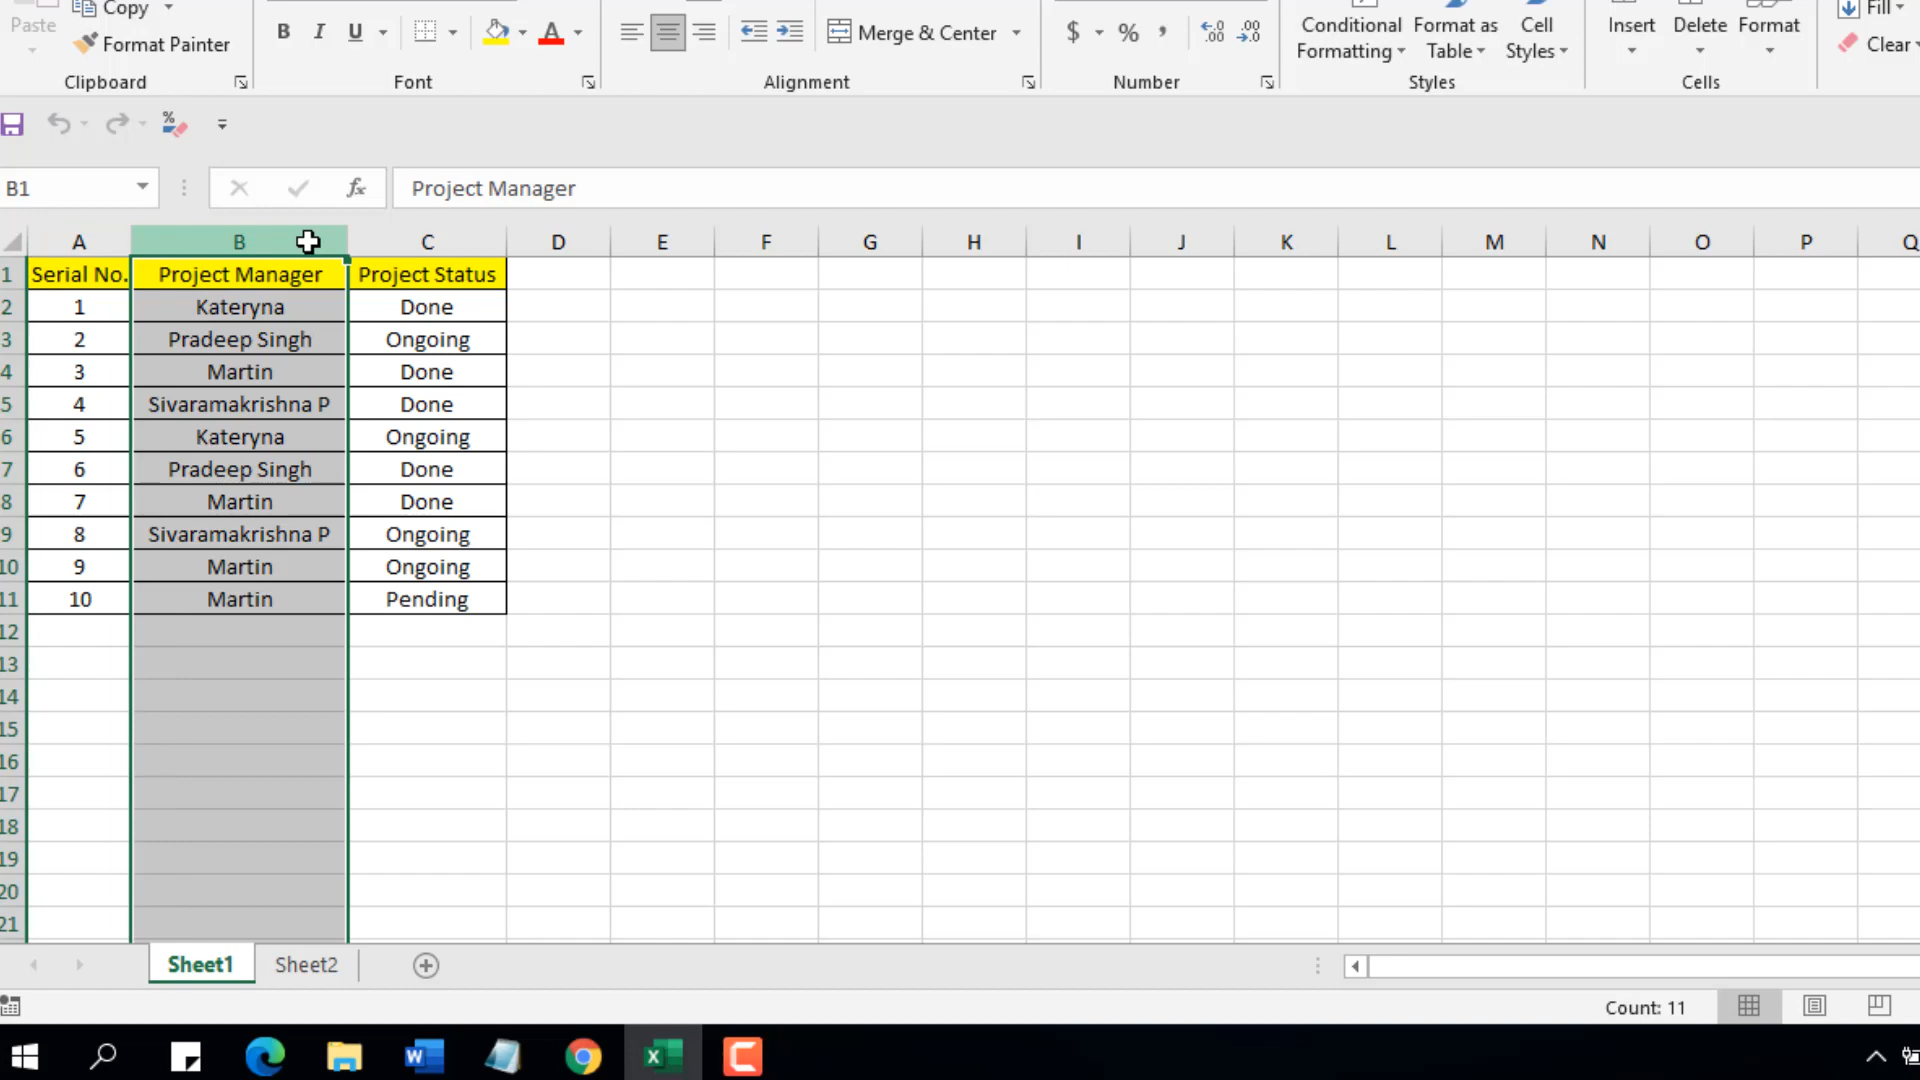 Copy
Fill
Paste
Format Painter
B I U
Merge & Center
$ % ,
Conditional Formatting
Format as Table
Cell Styles
Insert
Delete
Format
Clear
Clipboard
Font
Alignment
Number
Styles
Cells
B1
fx
Project Manager
A B C D E F G H I J K L M N O P Q
1 Serial No. Project Manager Project Status
2 1 Kateryna Done
3 2 Pradeep Singh Ongoing
4 3 Martin Done
5 4 Sivaramakrishna P Done
6 5 Kateryna Ongoing
7 6 Pradeep Singh Done
8 7 Martin Done
9 8 Sivaramakrishna P Ongoing
10 9 Martin Ongoing
11 10 Martin Pending
12
13
14
15
16
17
18
19
20
21
Sheet1 Sheet2
Count: 11